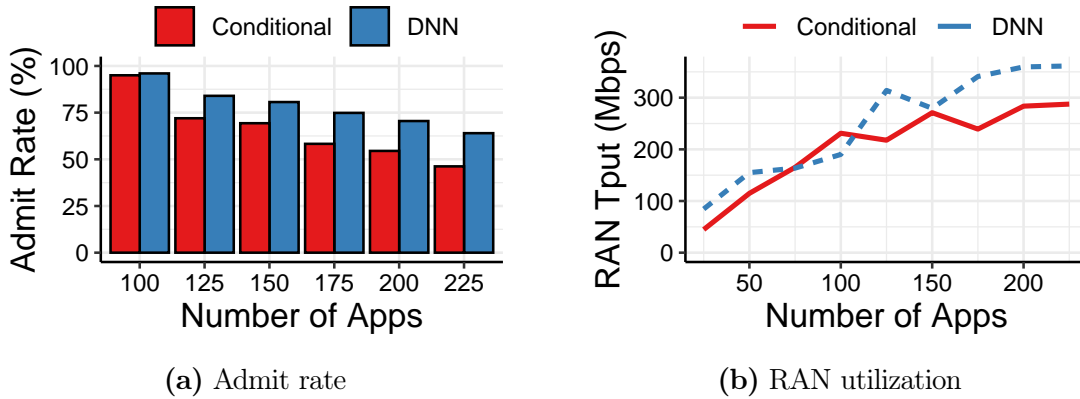 Conditional DNN
Admit Rate (%)
100
75
50
25
0
100 125 150 175 200 225
Number of Apps
(a) Admit rate
Conditional DNN
RAN Tput (Mbps)
300
200
100
0
50 100 150 200
Number of Apps
(b) RAN utilization